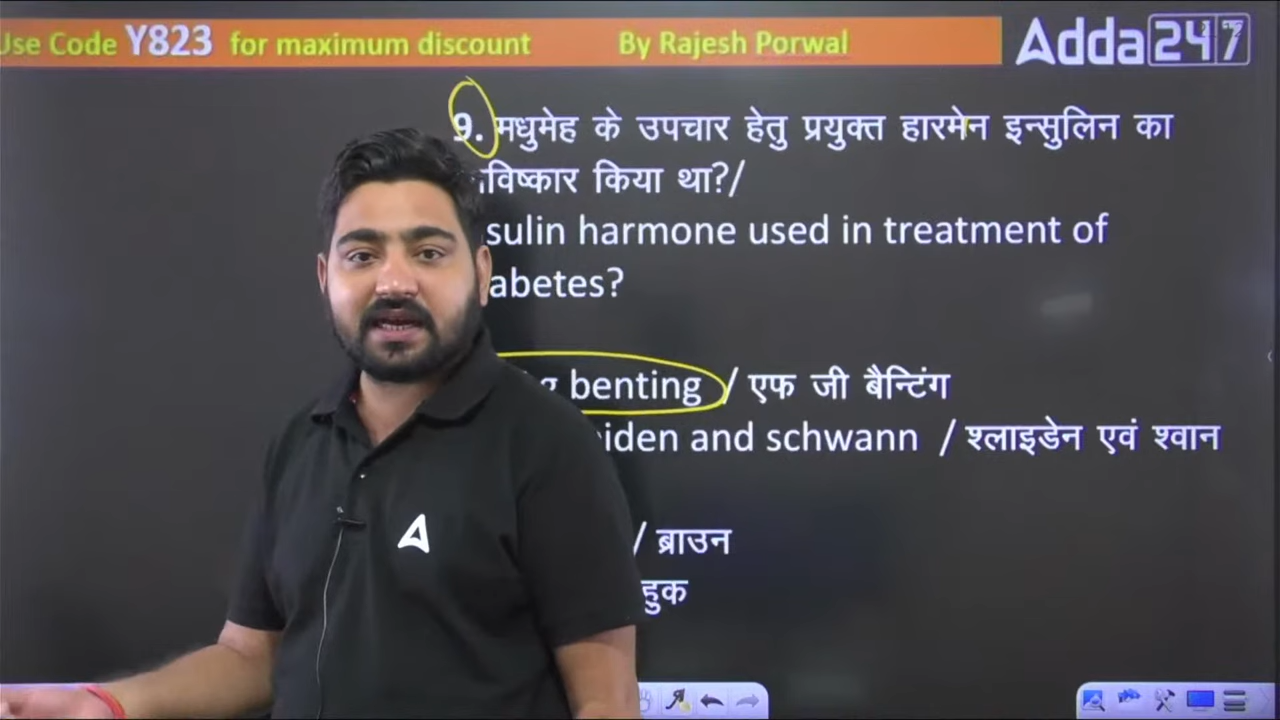 Use Code Y823 for maximum discount By Rajesh Porwal
Adda247
9. मधुमेह के उपचार हेतु प्रयुक्त हारमेन इन्सुलिन का
विष्कार किया था?/
sulin harmone used in treatment of
abetes?
g benting / एफ जी बैन्टिंग
iden and schwann / श्लाइडेन एवं श्वान
/ ब्राउन
हुक